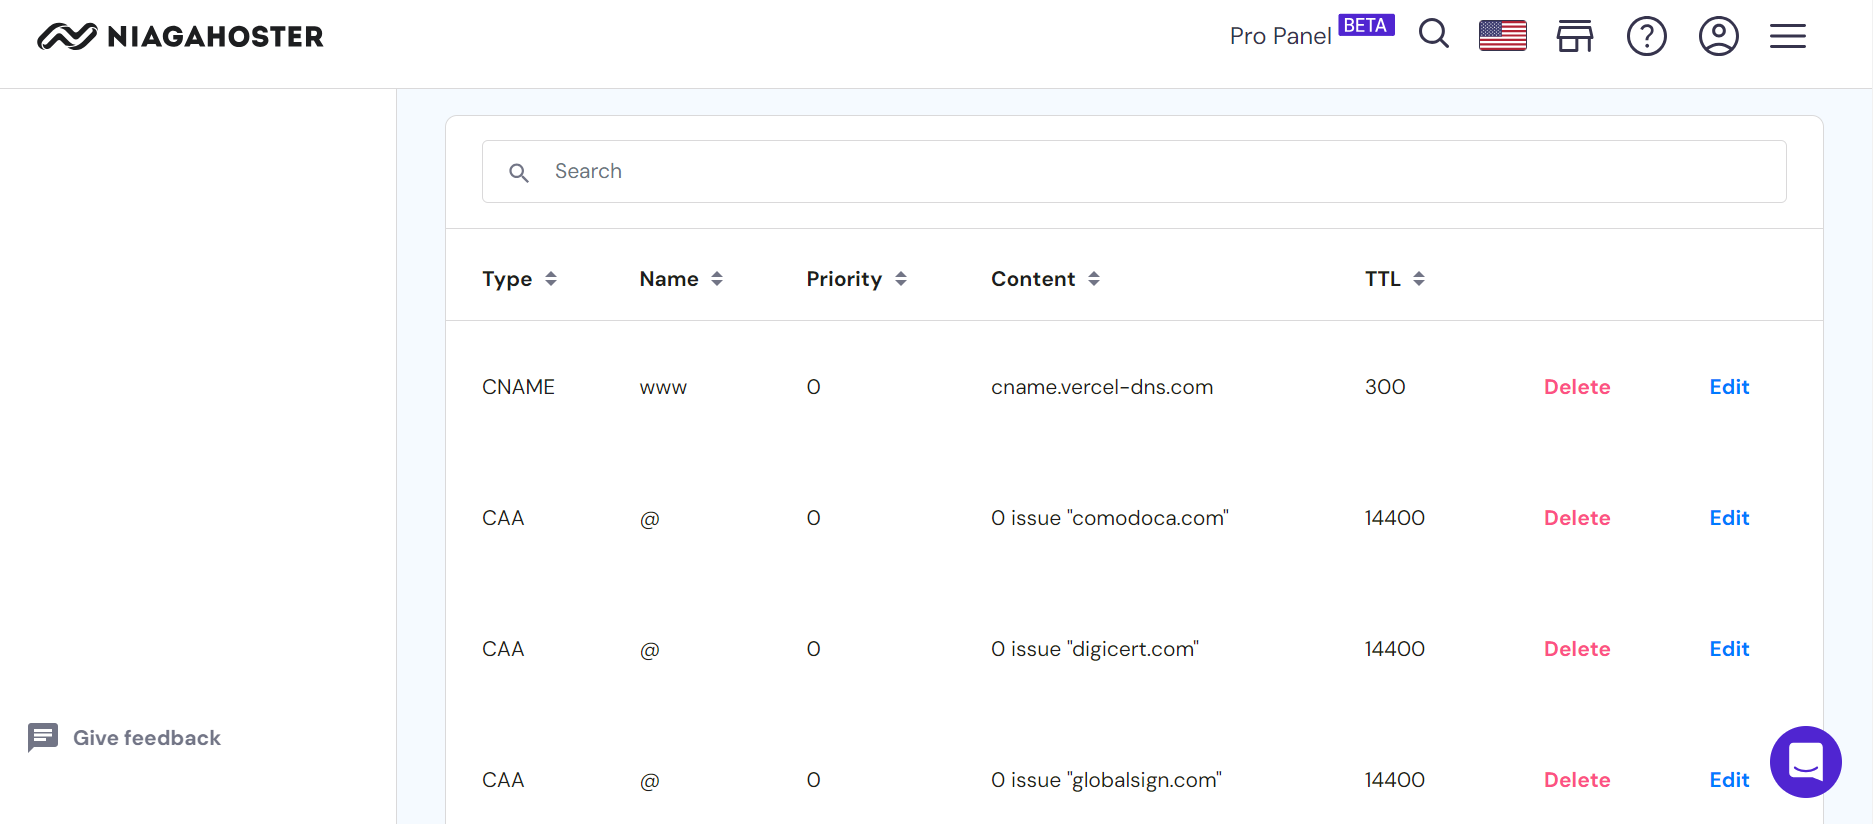 NIAGAHOSTER
Pro Panel BETA
Search
Type Name Priority Content TTL
CNAME www 0 cname.vercel-dns.com 300 Delete Edit
CAA @ 0 0 issue "comodoca.com" 14400 Delete Edit
CAA @ 0 0 issue "digicert.com" 14400 Delete Edit
Give feedback
CAA @ 0 0 issue "globalsign.com" 14400 Delete Edit